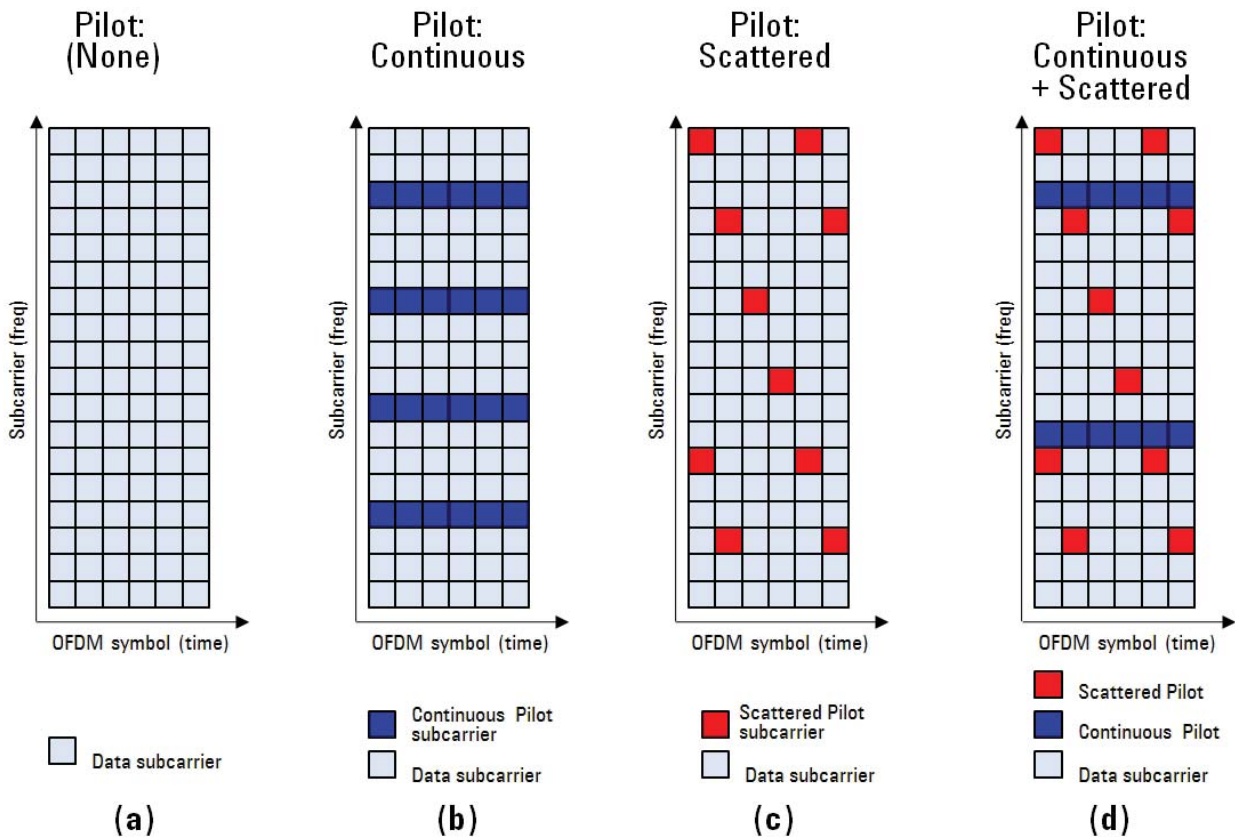 Pilot:
(None)
Subcarrier (freq)
OFDM symbol (time)
Data subcarrier
(a)
Pilot:
Continuous
Subcarrier (freq)
OFDM symbol (time)
Continuous Pilot
subcarrier
Data subcarrier
(b)
Pilot:
Scattered
Subcarrier (freq)
OFDM symbol (time)
Scattered Pilot
subcarrier
Data subcarrier
(c)
Pilot:
Continuous
+ Scattered
Subcarrier (freq)
OFDM symbol (time)
Scattered Pilot
Continuous Pilot
Data subcarrier
(d)